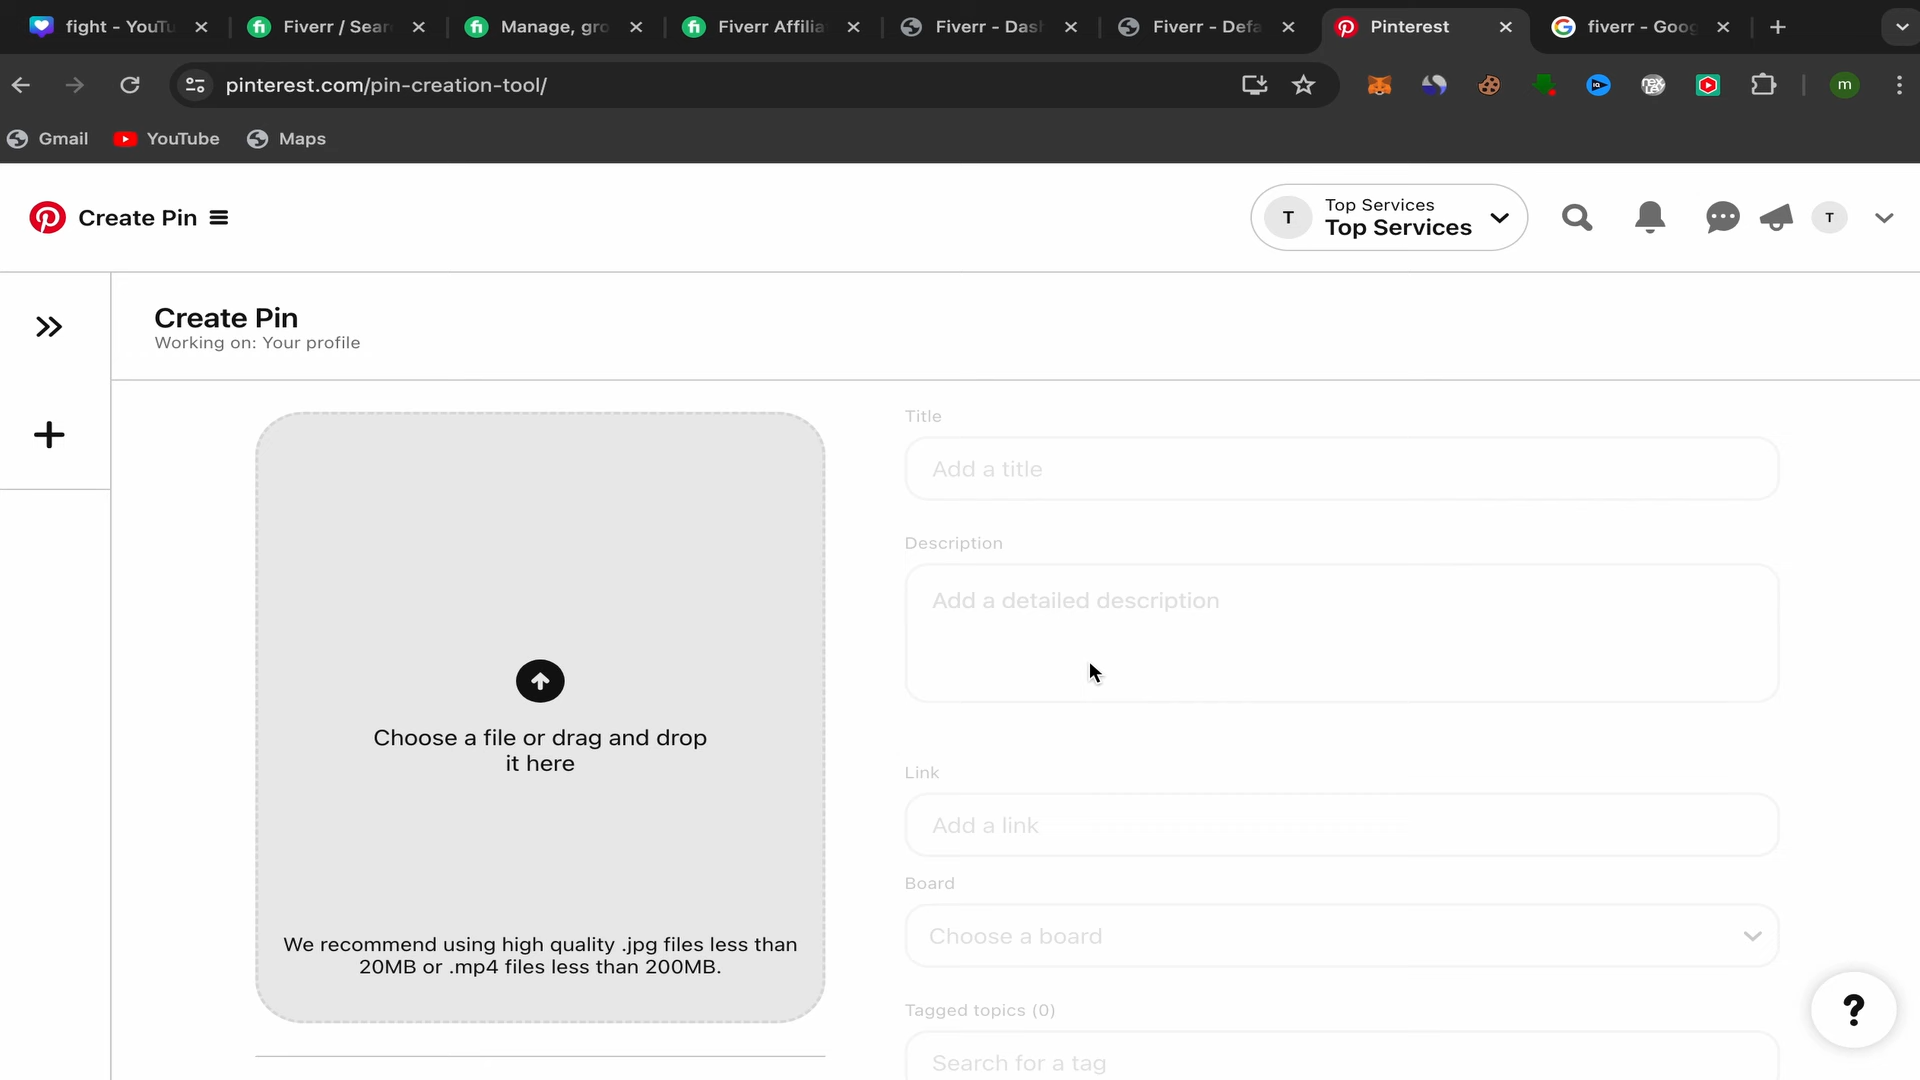 fight - YouTu
Fiverr / Sear
Manage, gro
Fiverr Affilia
Fiverr - Dash
Fiverr - Defa
Pinterest
fiverr - Goog
pinterest.com/pin-creation-tool/
m
Gmail
YouTube
Maps
Create Pin
T
Top Services
Top Services
T
Create Pin
Working on: Your profile
Choose a file or drag and drop
it here
We recommend using high quality .jpg files less than
20MB or .mp4 files less than 200MB.
Title
Add a title
Description
Add a detailed description
Link
Add a link
Board
Choose a board
Tagged topics (0)
Search for a tag
?